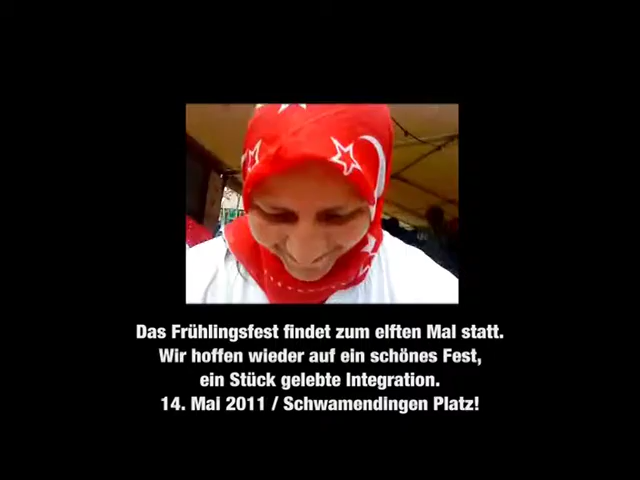 Das Frühlingsfest findet zum elften Mal statt.
Wir hoffen wieder auf ein schönes Fest,
ein Stück gelebte Integration.
14. Mai 2011 / Schwamendingen Platz!